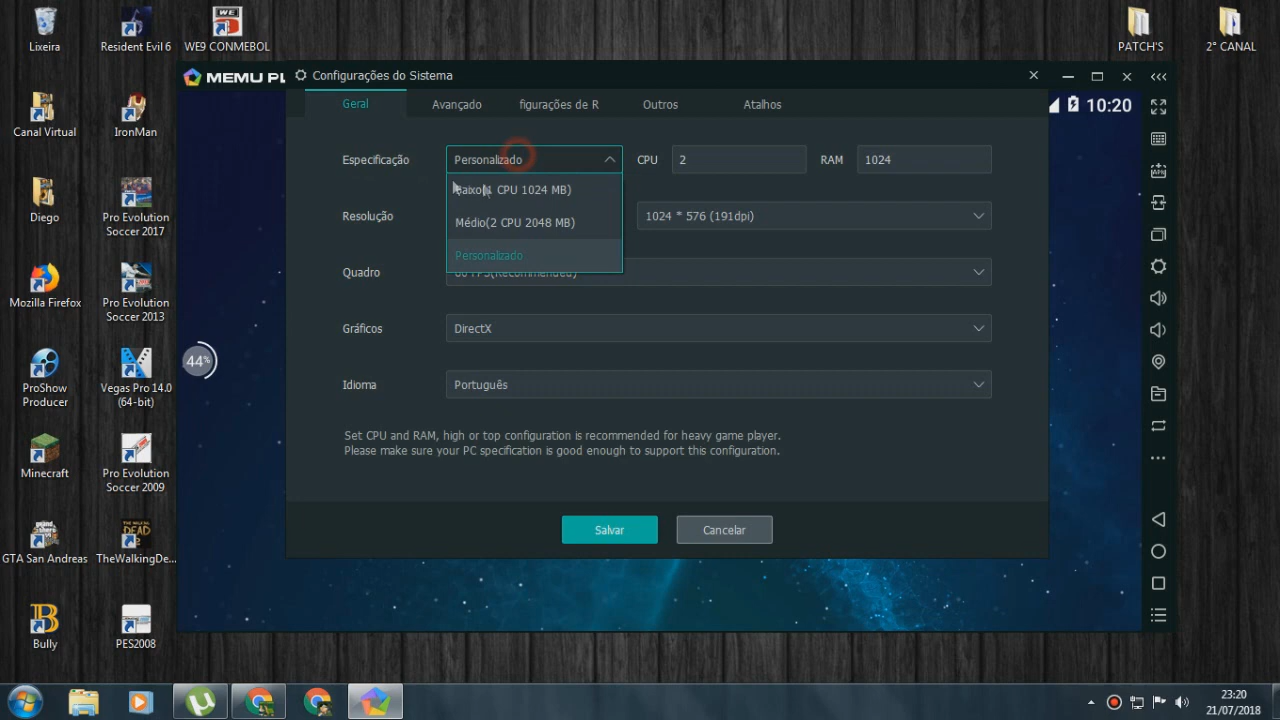 Lixeira
Resident Evil 6
WE9 CONMEBOL
PATCH'S
2° CANAL
Canal Virtual
IronMan
Diego
Pro Evolution
Soccer 2017
Mozilla Firefox
Pro Evolution
Soccer 2013
ProShow
Producer
Vegas Pro 14.0
(64-bit)
Minecraft
Pro Evolution
Soccer 2009
GTA San Andreas
TheWalkingDe...
Bully
PES2008
44%
MEMU PL
Configurações do Sistema
10:20
Geral
Avançado
figurações de R
Outros
Atalhos
Especificação
Personalizado
CPU
2
RAM
1024
CPU 1024 MB)
Médio(2 CPU 2048 MB)
Personalizado
Resolução
1024 * 576 (191dpi)
Quadro
60 FPS(Recommended)
Gráficos
DirectX
Idioma
Português
Set CPU and RAM, high or top configuration is recommended for heavy game player.
Please make sure your PC specification is good enough to support this configuration.
Salvar
Cancelar
23:20
21/07/2018